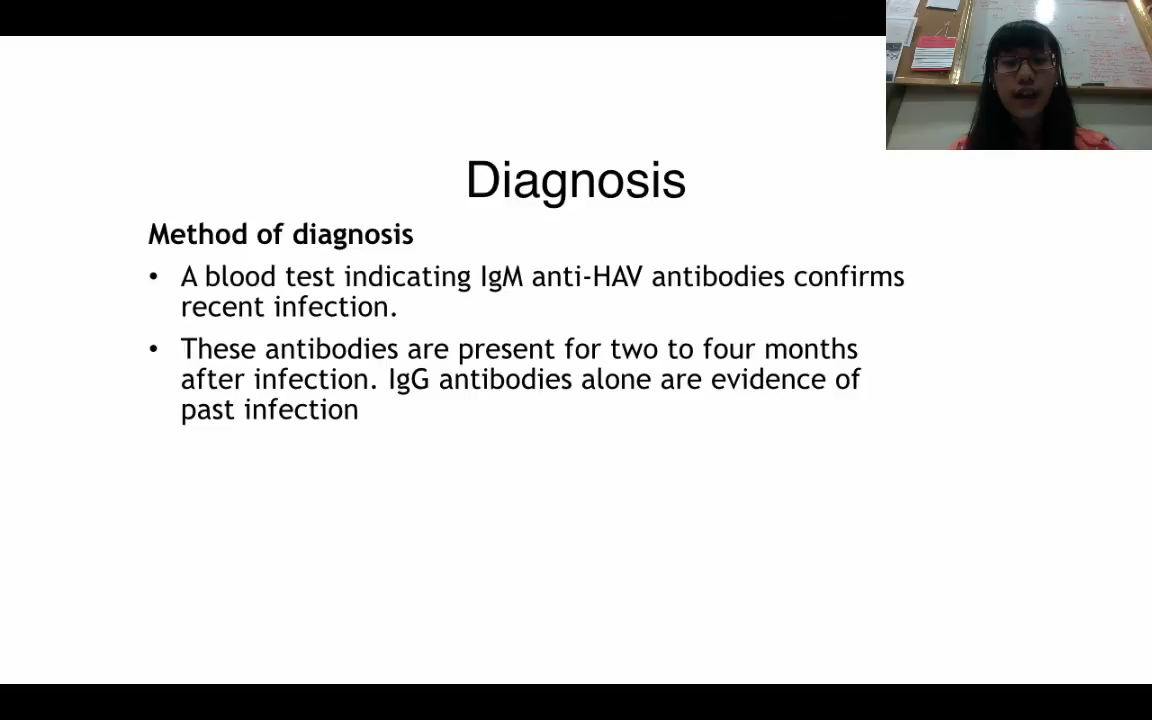 Diagnosis
Method of diagnosis
• A blood test indicating IgM anti-HAV antibodies confirms
recent infection.
• These antibodies are present for two to four months
after infection. IgG antibodies alone are evidence of
past infection